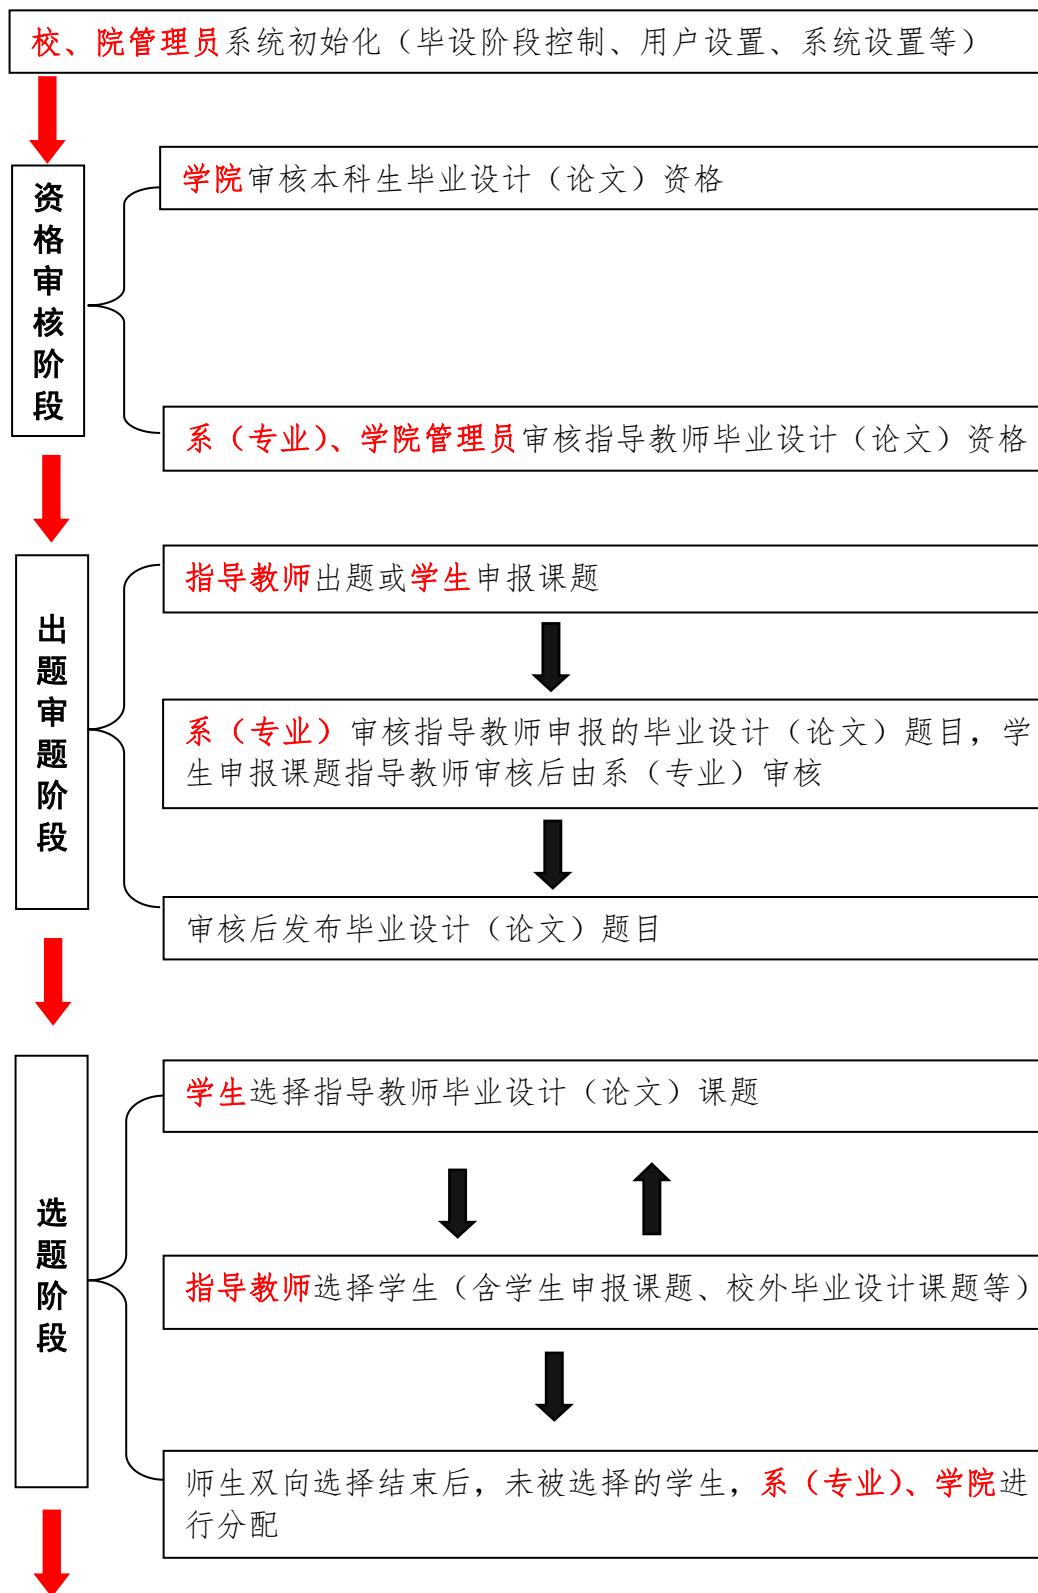 校、院管理员系统初始化（毕设阶段控制、用户设置、系统设置等）
资格审核阶段
学院审核本科生毕业设计（论文）资格
系（专业）、学院管理员审核指导教师毕业设计（论文）资格
出题审题阶段
指导教师出题或学生申报课题
系（专业）审核指导教师申报的毕业设计（论文）题目，学
生申报课题指导教师审核后由系（专业）审核
审核后发布毕业设计（论文）题目
选题阶段
学生选择指导教师毕业设计（论文）课题
指导教师选择学生（含学生申报课题、校外毕业设计课题等）
师生双向选择结束后，未被选择的学生，系（专业）、学院进
行分配